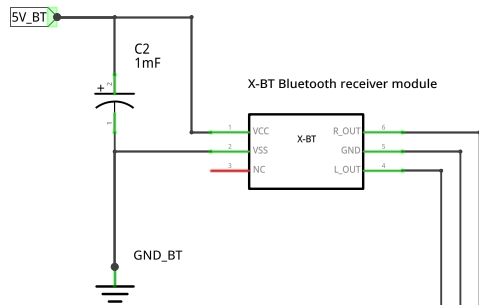 5V_BT
C2
1mF
+
2
1
X-BT Bluetooth receiver module
X-BT
1 VCC R_OUT 6
2 VSS GND 5
3 NC L_OUT 4
GND_BT